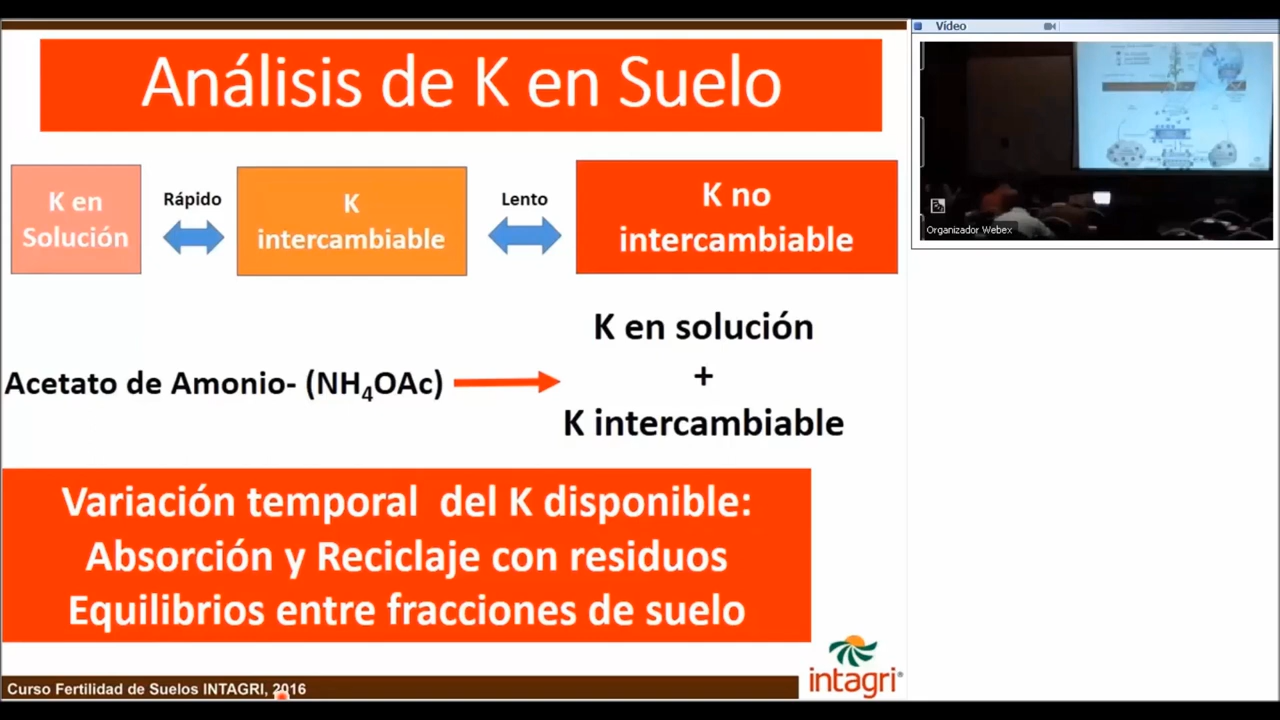 Análisis de K en Suelo
K en
Solución
Rápido
K
intercambiable
Lento
K no
intercambiable
Acetato de Amonio- (NH₄OAc)
K en solución
+
K intercambiable
Variación temporal del K disponible:
Absorción y Reciclaje con residuos
Equilibrios entre fracciones de suelo
Curso Fertilidad de Suelos INTAGRI, 2016
intagri®
Vídeo
Organizador Webex